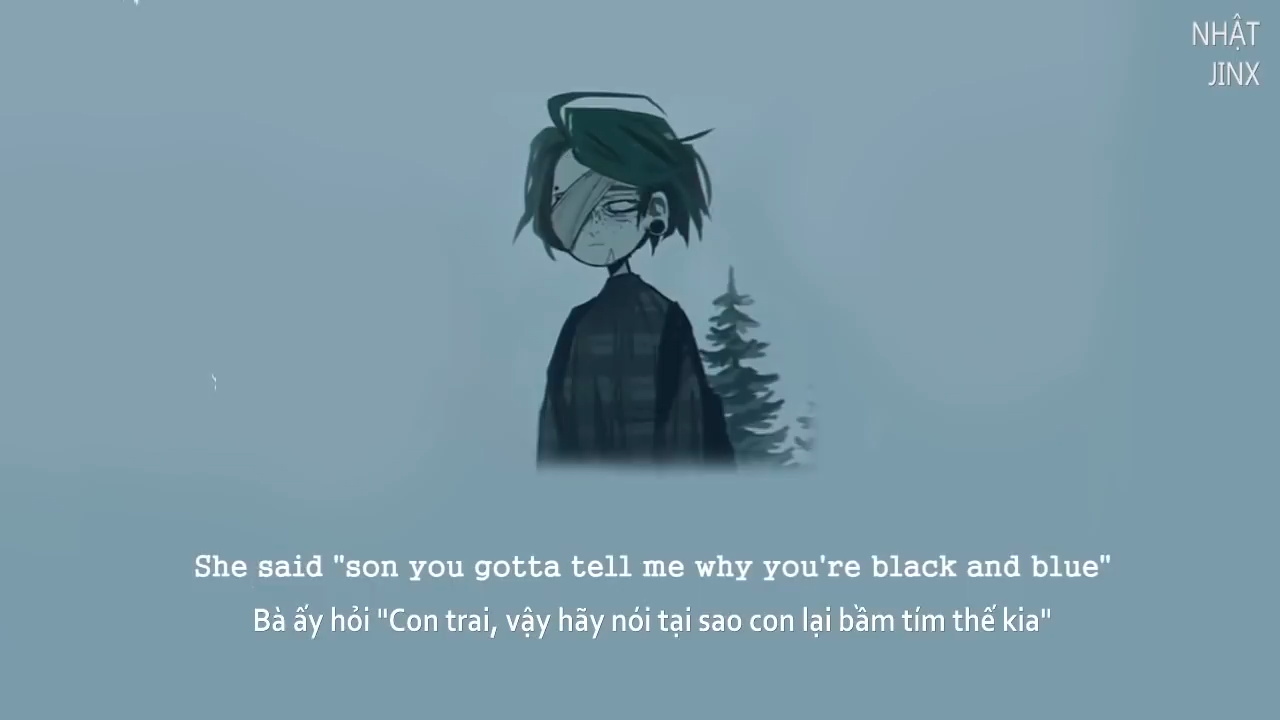 NHẬT
JINX
She said "son you gotta tell me why you're black and blue"
Bà ấy hỏi "Con trai, vậy hãy nói tại sao con lại bầm tím thế kia"